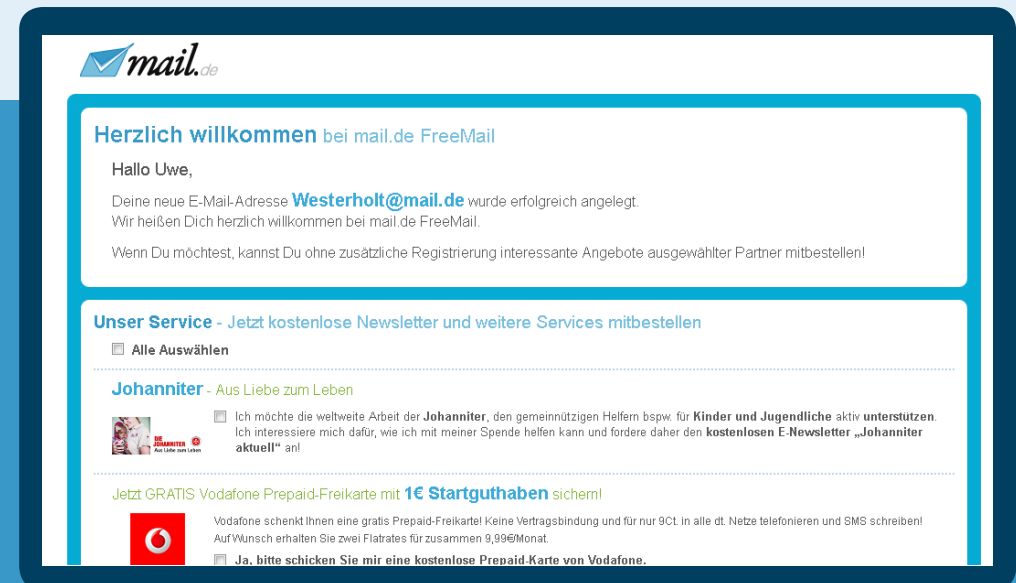 mail.de
Herzlich willkommen bei mail.de FreeMail
Hallo Uwe,
Deine neue E-Mail-Adresse Westerholt@mail.de wurde erfolgreich angelegt.
Wir heißen Dich herzlich willkommen bei mail.de FreeMail.
Wenn Du möchtest, kannst Du ohne zusätzliche Registrierung interessante Angebote ausgewählter Partner mitbestellen!
Unser Service - Jetzt kostenlose Newsletter und weitere Services mitbestellen
Alle Auswählen
Johanniter - Aus Liebe zum Leben
Ich möchte die weltweite Arbeit der Johanniter, den gemeinnützigen Helfern bspw. für Kinder und Jugendliche aktiv unterstützen.
Ich interessiere mich dafür, wie ich mit meiner Spende helfen kann und fordere daher den kostenlosen E-Newsletter „Johanniter
aktuell“ an!
DIE
JOHANNITER
Aus Liebe zum Leben
Jetzt GRATIS Vodafone Prepaid-Freikarte mit 1€ Startguthaben sichern!
Vodafone schenkt Ihnen eine gratis Prepaid-Freikarte! Keine Vertragsbindung und für nur 9Ct. in alle dt. Netze telefonieren und SMS schreiben!
Auf Wunsch erhalten Sie zwei Flatrates für zusammen 9,99€/Monat.
Ja, bitte schicken Sie mir eine kostenlose Prepaid-Karte von Vodafone.